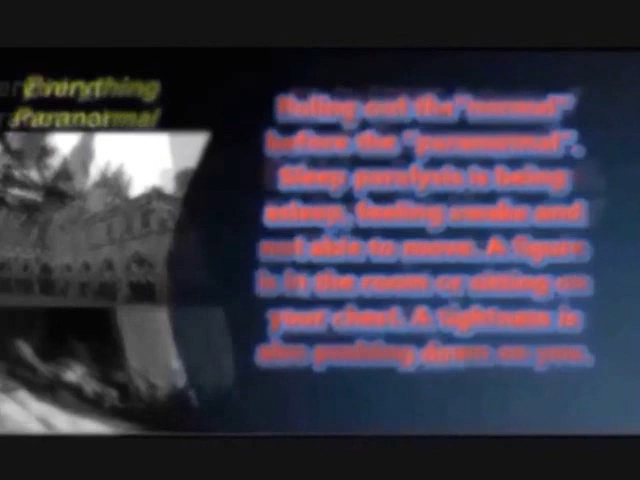 Everything
Paranormal
Ruling out the "normal"
before the "paranormal".
Sleep paralysis is being
asleep, feeling awake and
not able to move. A figure
is in the room or sitting on
your chest. A tightness is
also pushing down on you.